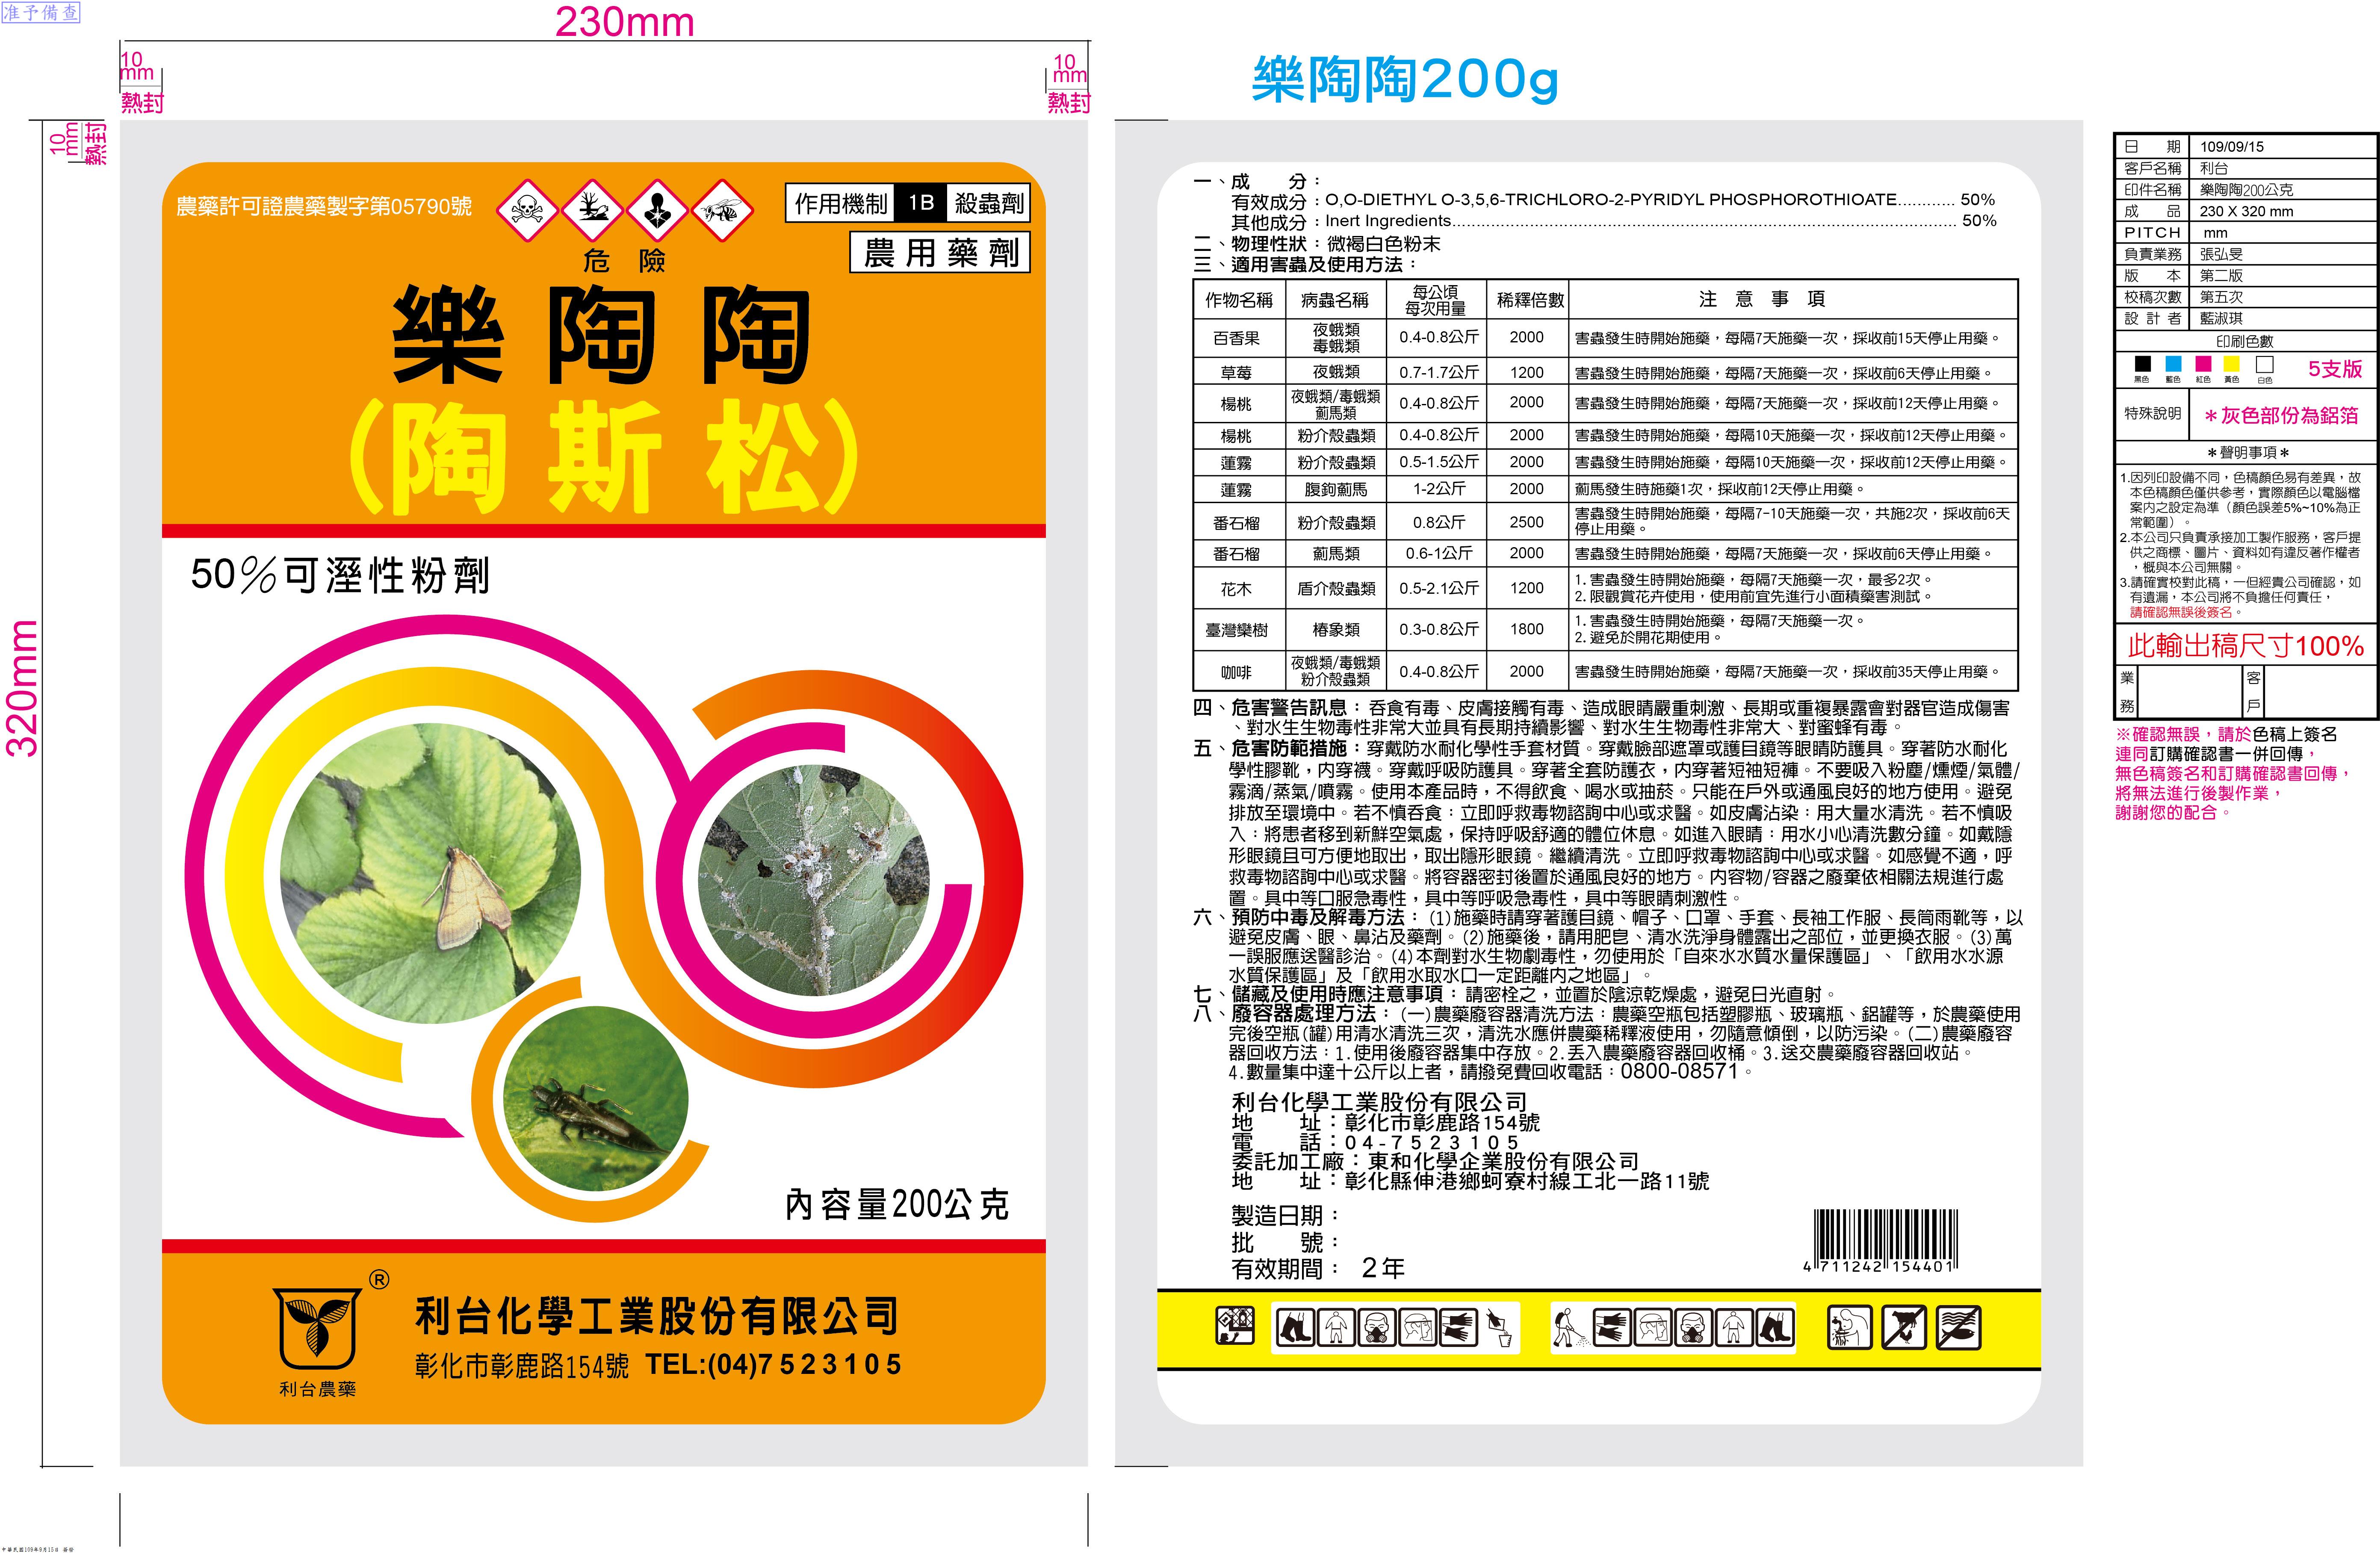 准予備查
230mm
10
mm
熱封
10
mm
熱封
10
mm
熱封
320mm
農藥許可證農藥製字第05790號
作用機制 1B 殺蟲劑
農用藥劑
危 險
樂陶陶
(陶斯松)
50%可溼性粉劑
內容量200公克
®
利台農藥
利台化學工業股份有限公司
彰化市彰鹿路154號 TEL:(04)7523105
樂陶陶200g
一、成 分：
有效成分：O,O-DIETHYL O-3,5,6-TRICHLORO-2-PYRIDYL PHOSPHOROTHIOATE............ 50%
其他成分：Inert Ingredients......................................................................................................... 50%
二、物理性狀：微褐白色粉末
三、適用害蟲及使用方法：
作物名稱 病蟲名稱 每公頃每次用量 稀釋倍數 注意事項
百香果 夜蛾類 毒蛾類 0.4-0.8公斤 2000 害蟲發生時開始施藥，每隔7天施藥一次，採收前15天停止用藥。
草莓 夜蛾類 0.7-1.7公斤 1200 害蟲發生時開始施藥，每隔7天施藥一次，採收前6天停止用藥。
楊桃 夜蛾類/毒蛾類 薊馬類 0.4-0.8公斤 2000 害蟲發生時開始施藥，每隔7天施藥一次，採收前12天停止用藥。
楊桃 粉介殼蟲類 0.4-0.8公斤 2000 害蟲發生時開始施藥，每隔10天施藥一次，採收前12天停止用藥。
蓮霧 粉介殼蟲類 0.5-1.5公斤 2000 害蟲發生時開始施藥，每隔10天施藥一次，採收前12天停止用藥。
蓮霧 腹鉤薊馬 1-2公斤 2000 薊馬發生時施藥1次，採收前12天停止用藥。
番石榴 粉介殼蟲類 0.8公斤 2500 害蟲發生時開始施藥，每隔7-10天施藥一次，共施2次，採收前6天
停止用藥。
番石榴 薊馬類 0.6-1公斤 2000 害蟲發生時開始施藥，每隔7天施藥一次，採收前6天停止用藥。
花木 盾介殼蟲類 0.5-2.1公斤 1200 1.害蟲發生時開始施藥，每隔7天施藥一次，最多2次。
2.限觀賞花卉使用，使用前宜先進行小面積藥害測試。
臺灣欒樹 椿象類 0.3-0.8公斤 1800 1.害蟲發生時開始施藥，每隔7天施藥一次。
2.避免於開花期使用。
咖啡 夜蛾類/毒蛾類 粉介殼蟲類 0.4-0.8公斤 2000 害蟲發生時開始施藥，每隔7天施藥一次，採收前35天停止用藥。
四、危害警告訊息：吞食有毒、皮膚接觸有毒、造成眼睛嚴重刺激、長期或重複暴露會對器官造成傷害
、對水生生物毒性非常大並具有長期持續影響、對水生生物毒性非常大、對蜜蜂有毒。
五、危害防範措施：穿戴防水耐化學性手套材質。穿戴臉部遮罩或護目鏡等眼睛防護具。穿著防水耐化
學性膠靴，內穿襪。穿戴呼吸防護具。穿著全套防護衣，內穿著短袖短褲。不要吸入粉塵/燻煙/氣體/
霧滴/蒸氣/噴霧。使用本產品時，不得飲食、喝水或抽菸。只能在戶外或通風良好的地方使用。避免
排放至環境中。若不慎吞食：立即呼救毒物諮詢中心或求醫。如皮膚沾染：用大量水清洗。若不慎吸
入：將患者移到新鮮空氣處，保持呼吸舒適的體位休息。如進入眼睛：用水小心清洗數分鐘。如戴隱
形眼鏡且可方便地取出，取出隱形眼鏡。繼續清洗。立即呼救毒物諮詢中心或求醫。如感覺不適，呼
救毒物諮詢中心或求醫。將容器密封後置於通風良好的地方。內容物/容器之廢棄依相關法規進行處
置。具中等口服急毒性，具中等呼吸急毒性，具中等眼睛刺激性。
六、預防中毒及解毒方法：(1)施藥時請穿著護目鏡、帽子、口罩、手套、長袖工作服、長筒雨靴等，以
避免皮膚、眼、鼻沾及藥劑。(2)施藥後，請用肥皂、清水洗淨身體露出之部位，並更換衣服。(3)萬
一誤服應送醫診治。(4)本劑對水生物劇毒性，勿使用於「自來水水質水量保護區」、「飲用水水源
水質保護區」及「飲用水取水口一定距離內之地區」。
七、儲藏及使用時應注意事項：請密栓之，並置於陰涼乾燥處，避免日光直射。
八、廢容器處理方法：(一)農藥廢容器清洗方法：農藥空瓶包括塑膠瓶、玻璃瓶、鋁罐等，於農藥使用
完後空瓶(罐)用清水清洗三次，清洗水應併農藥稀釋液使用，勿隨意傾倒，以防污染。(二)農藥廢容
器回收方法：1.使用後廢容器集中存放。2.丟入農藥廢容器回收桶。3.送交農藥廢容器回收站。
4.數量集中達十公斤以上者，請撥免費回收電話：0800-08571。
利台化學工業股份有限公司
地 址：彰化市彰鹿路154號
電 話：04-7523105
委託加工廠：東和化學企業股份有限公司
地 址：彰化縣伸港鄉蚵寮村線工北一路11號
製造日期：
批 號：
有效期間： 2年
4 711242 154401
日 期 109/09/15
客戶名稱 利台
印件名稱 樂陶陶200公克
成 品 230 X 320 mm
PITCH mm
負責業務 張弘旻
版 本 第二版
校稿次數 第五次
設計者 藍淑琪
印刷色數
黑色 藍色 紅色 黃色 白色 5支版
特殊說明 ＊灰色部份為鋁箔
＊聲明事項＊
1.因列印設備不同，色稿顏色易有差異，故
本色稿顏色僅供參考，實際顏色以電腦檔
案內之設定為準（顏色誤差5%~10%為正
常範圍）。
2.本公司只負責承接加工製作服務，客戶提
供之商標、圖片、資料如有違反著作權者
，概與本公司無關。
3.請確實校對此稿，一但經貴公司確認，如
有遺漏，本公司將不負擔任何責任，
請確認無誤後簽名。
此輸出稿尺寸100%
業務 客戶
※確認無誤，請於色稿上簽名
連同訂購確認書一併回傳，
無色稿簽名和訂購確認書回傳，
將無法進行後製作業，
謝謝您的配合。
中華民國109年9月15日